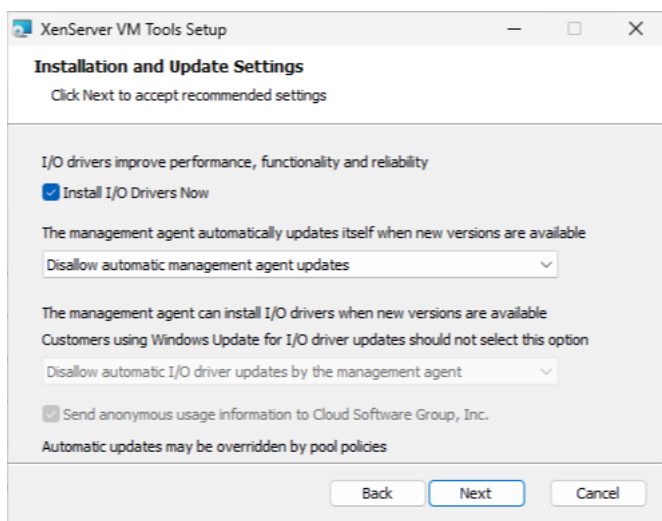 XenServer VM Tools Setup
Installation and Update Settings
Click Next to accept recommended settings
I/O drivers improve performance, functionality and reliability
Install I/O Drivers Now
The management agent automatically updates itself when new versions are available
Disallow automatic management agent updates
The management agent can install I/O drivers when new versions are available
Customers using Windows Update for I/O driver updates should not select this option
Disallow automatic I/O driver updates by the management agent
Send anonymous usage information to Cloud Software Group, Inc.
Automatic updates may be overridden by pool policies
Back Next Cancel